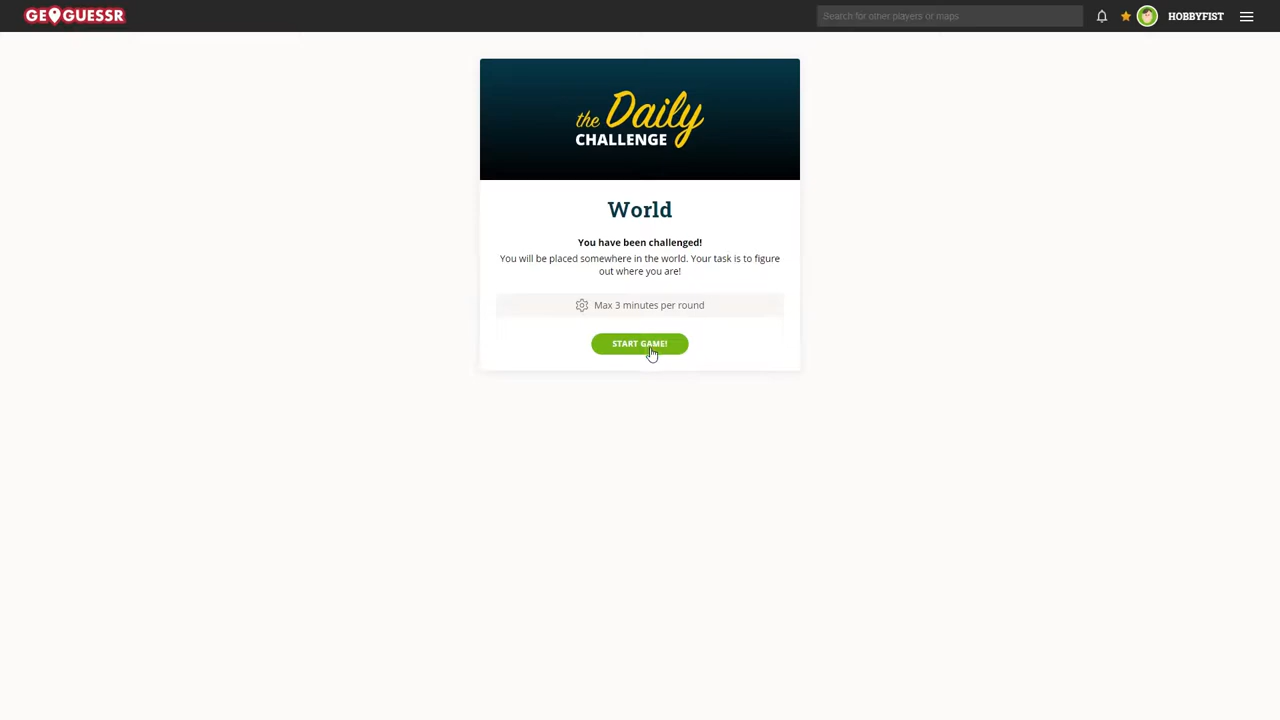 GEOGUESSR
Search for other players or maps
HOBBYFIST
the Daily
CHALLENGE
World
You have been challenged!
You will be placed somewhere in the world. Your task is to figure
out where you are!
Max 3 minutes per round
START GAME!